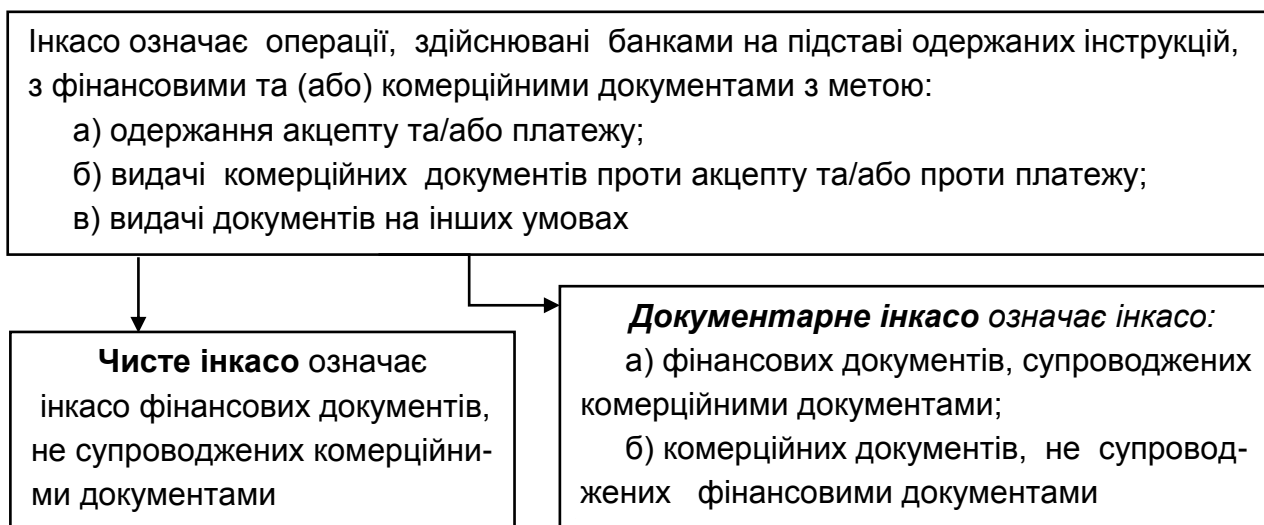 Інкасо означає операції, здійснювані банками на підставі одержаних інструкцій,
з фінансовими та (або) комерційними документами з метою:
а) одержання акцепту та/або платежу;
б) видачі комерційних документів проти акцепту та/або проти платежу;
в) видачі документів на інших умовах
Чисте інкасо означає
інкасо фінансових документів,
не супроводжених комерційни-
ми документами
Документарне інкасо означає інкасо:
а) фінансових документів, супроводжених
комерційними документами;
б) комерційних документів, не супровод-
жених фінансовими документами